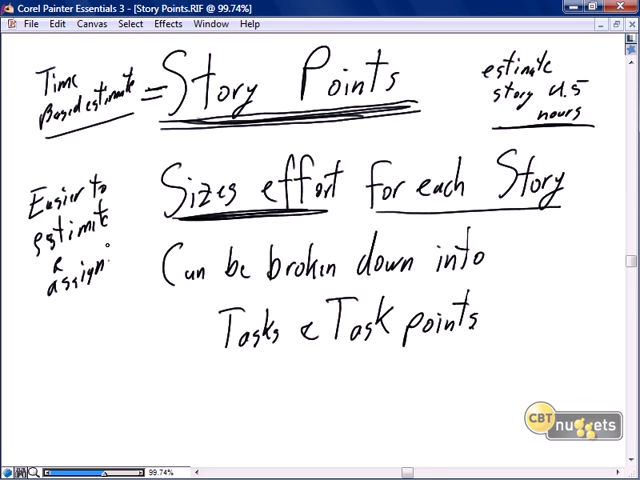 Corel Painter Essentials 3 - [Story Points.RIF @ 99.74%]
File Edit Canvas Select Effects Window Help
Time
Based estimate
= Story Points
estimate
story 4.5
hours
Sizes effort for each Story
Easier to
estimate
&
assign
Can be broken down into
Tasks & Task points
CBT
nuggets
99.74%